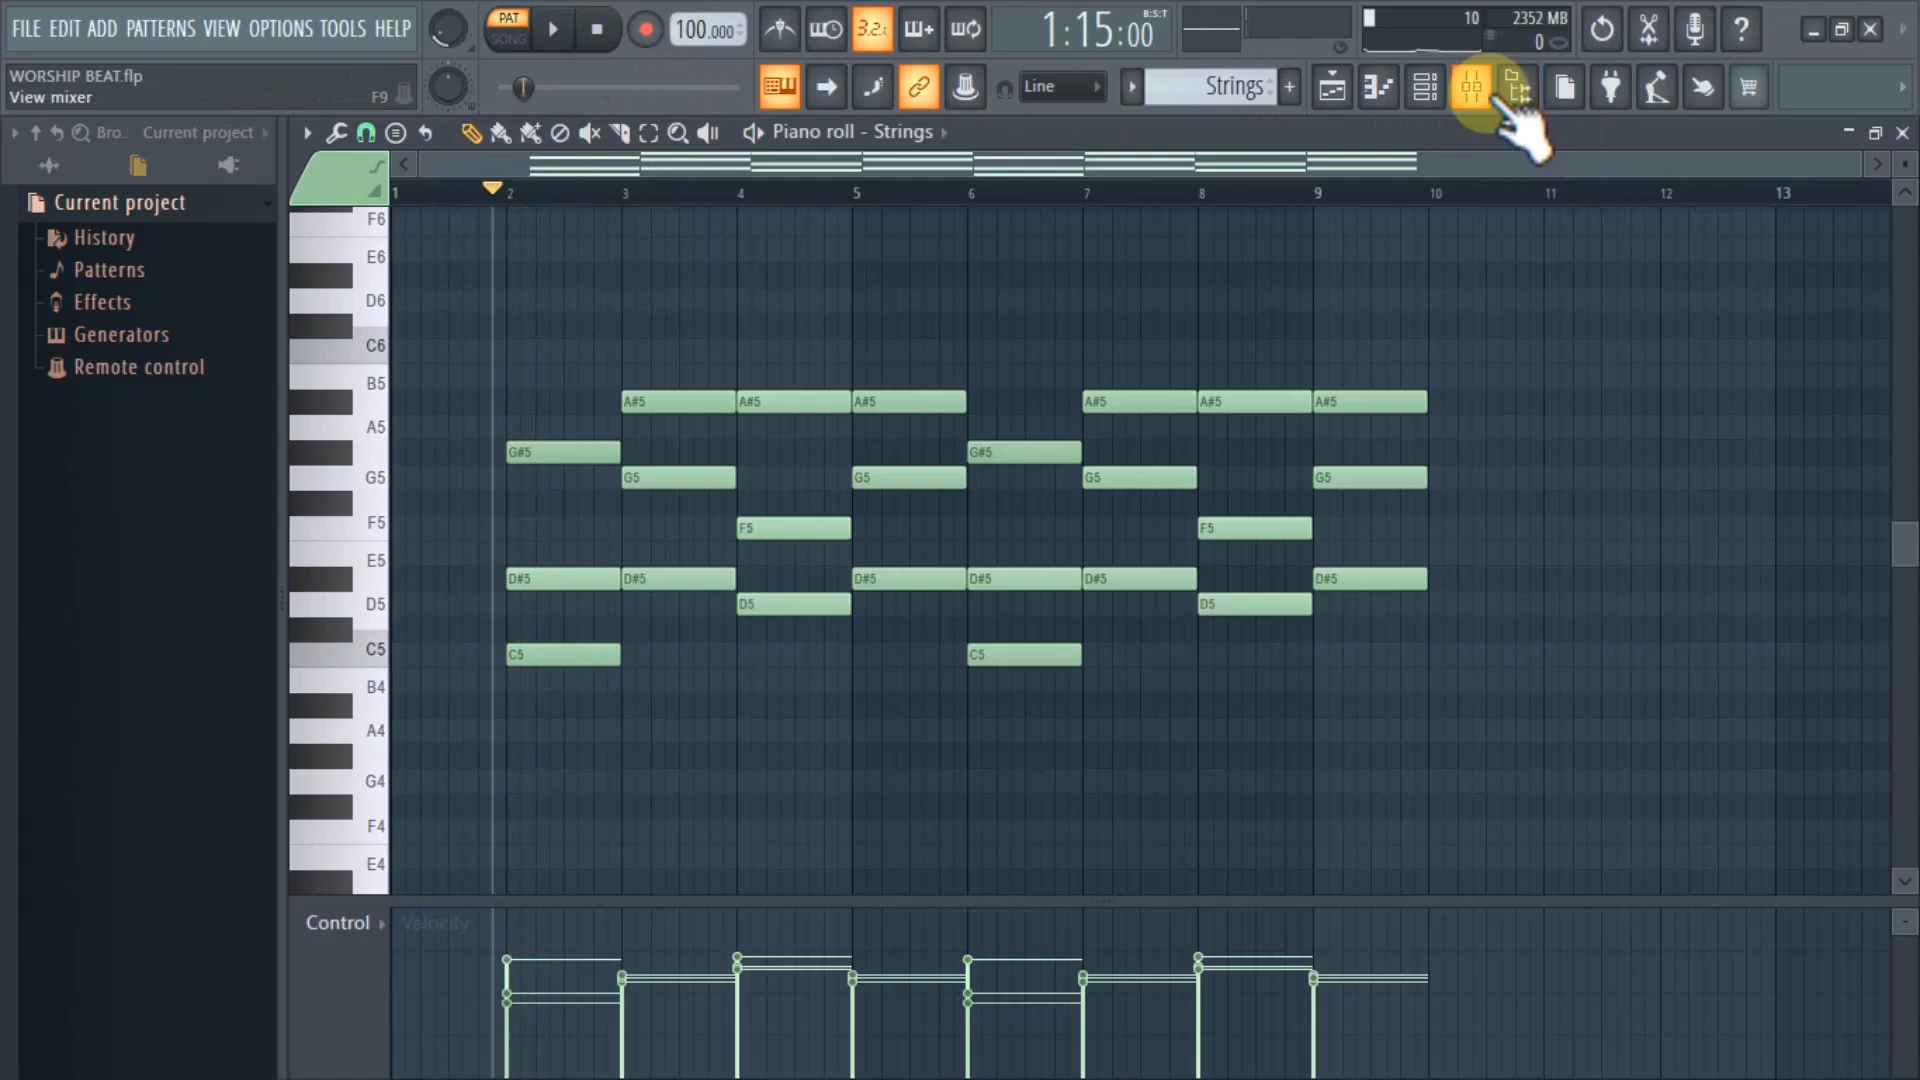 FILE EDIT ADD PATTERNS VIEW OPTIONS TOOLS HELP
PAT
SONG
100.000
3.2.
1:15:00
B:S:T
10
2352 MB
0
?
WORSHIP BEAT.flp
View mixer
F9
Line
Strings
+
Bro..
Current project
Piano roll - Strings
Current project
History
Patterns
Effects
Generators
Remote control
1 2 3 4 5 6 7 8 9 10 11 12 13
F6
E6
D6
C6
B5
A#5 A#5 A#5 A#5 A#5 A#5
A5
G#5 G#5
G5 G5 G5 G5 G5
F5 F5 F5
E5
D#5 D#5 D#5 D#5 D#5 D#5
D5 D5 D5
C5 C5 C5
B4
A4
G4
F4
E4
Control
Velocity